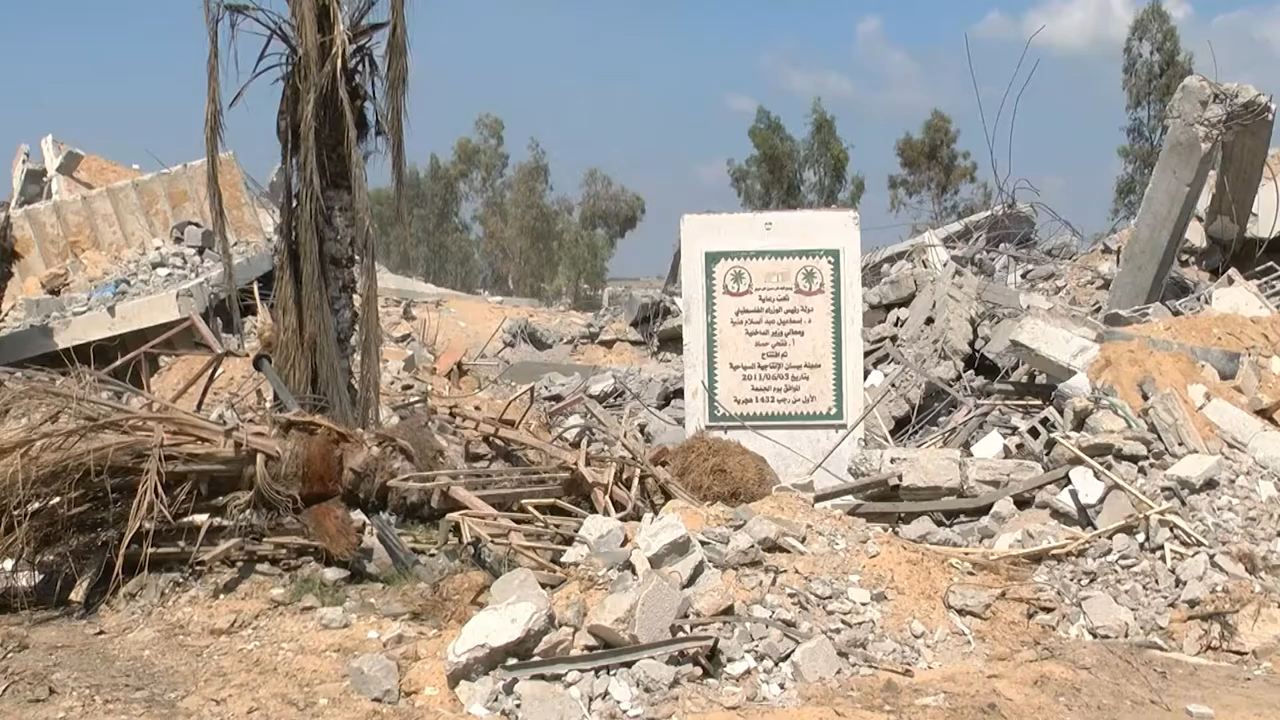 تحت رعاية
دولة رئيس الوزراء الفلسطيني
د. إسماعيل عبد السلام هنية
ومعالي وزير الداخلية
أ. فتحي حماد
تم افتتاح
مدينة بيسان الإنتاجية السياحية
بتاريخ 2011/06/03
الموافق يوم الجمعة
الأول من رجب 1432 هجرية